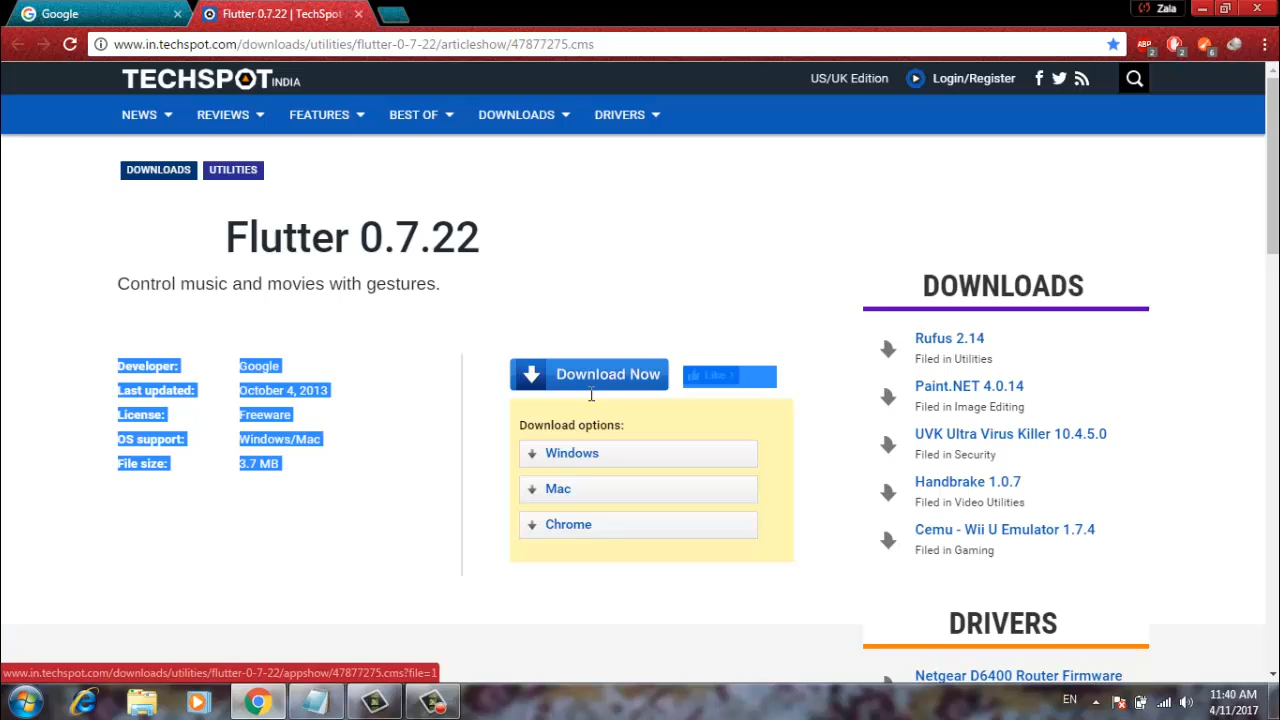 Google
Flutter 0.7.22 | TechSpot
Zala
www.in.techspot.com/downloads/utilities/flutter-0-7-22/articleshow/47877275.cms
ABP
2
2
6
TECHSPOT INDIA
US/UK Edition
Login/Register
NEWS
REVIEWS
FEATURES
BEST OF
DOWNLOADS
DRIVERS
DOWNLOADS
UTILITIES
Flutter 0.7.22
Control music and movies with gestures.
Developer: Google
Last updated: October 4, 2013
License: Freeware
OS support: Windows/Mac
File size: 3.7 MB
Download Now
Like
Download options:
Windows
Mac
Chrome
DOWNLOADS
Rufus 2.14
Filed in Utilities
Paint.NET 4.0.14
Filed in Image Editing
UVK Ultra Virus Killer 10.4.5.0
Filed in Security
Handbrake 1.0.7
Filed in Video Utilities
Cemu - Wii U Emulator 1.7.4
Filed in Gaming
DRIVERS
Netgear D6400 Router Firmware
www.in.techspot.com/downloads/utilities/flutter-0-7-22/appshow/47877275.cms?file=1
EN
11:40 AM
4/11/2017